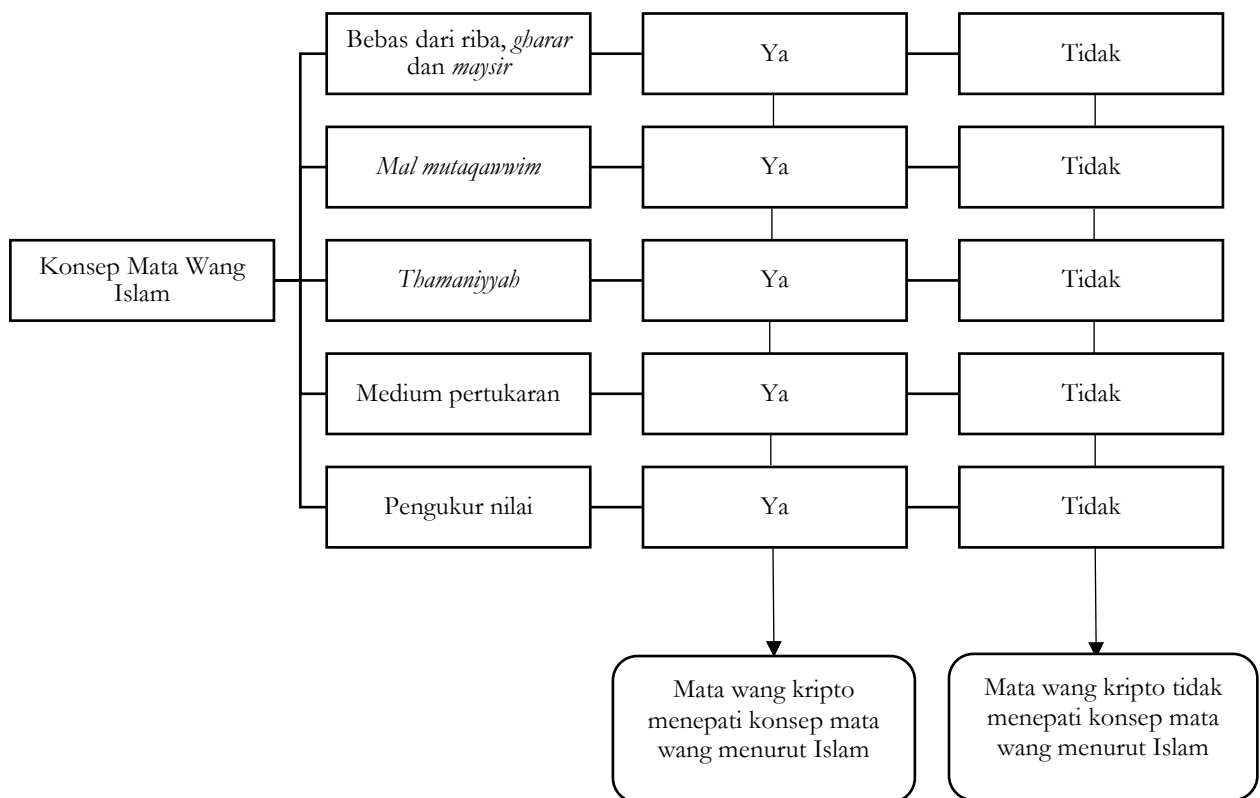 Bebas dari riba, gharar
dan maysir
Ya
Tidak
Mal mutaqawwim
Ya
Tidak
Konsep Mata Wang
Islam
Thamaniyyah
Ya
Tidak
Medium pertukaran
Ya
Tidak
Pengukur nilai
Ya
Tidak
Mata wang kripto
menepati konsep mata
wang menurut Islam
Mata wang kripto tidak
menepati konsep mata
wang menurut Islam